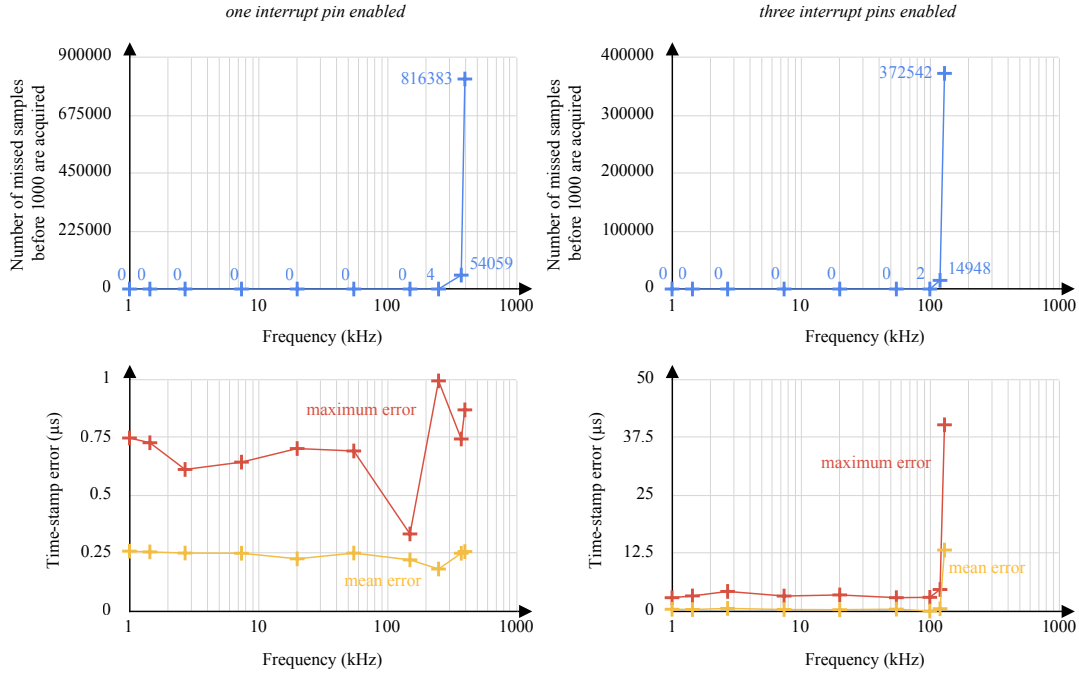 one interrupt pin enabled
Number of missed samples
before 1000 are acquired
900000
675000
450000
225000
0
0 0 0 0 0 0 0 4
54059
816383
1 10 100 1000
Frequency (kHz)
three interrupt pins enabled
Number of missed samples
before 1000 are acquired
400000
300000
200000
100000
0
0 0 0 0 0 0 2
14948
372542
1 10 100 1000
Frequency (kHz)
Time-stamp error (µs)
1
0.75
0.5
0.25
0
maximum error
mean error
1 10 100 1000
Frequency (kHz)
Time-stamp error (µs)
50
37.5
25
12.5
0
maximum error
mean error
1 10 100 1000
Frequency (kHz)